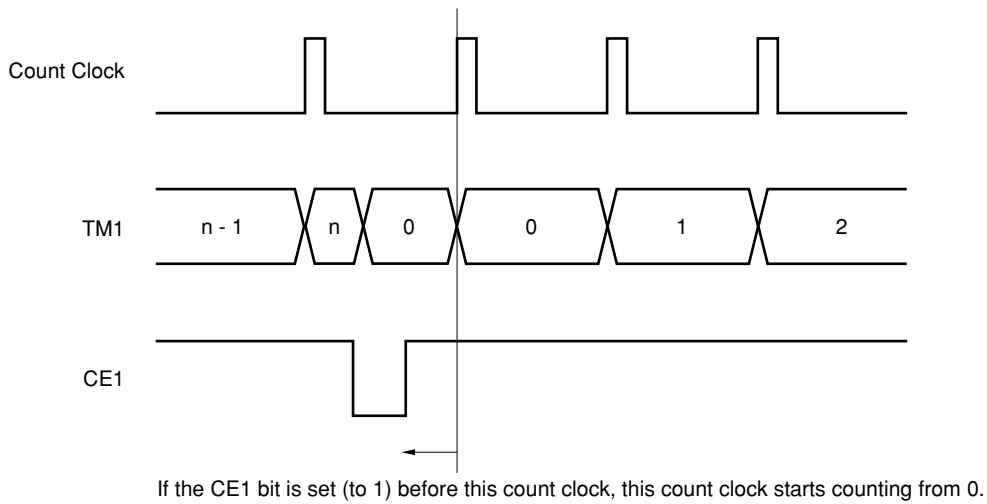 Count Clock
TM1
n - 1
n
0
0
1
2
CE1
If the CE1 bit is set (to 1) before this count clock, this count clock starts counting from 0.